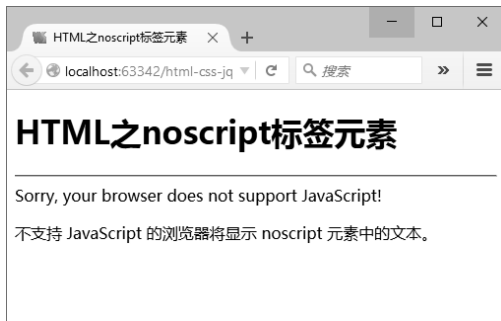 HTML之noscript标签元素
localhost:63342/html-css-jq
搜索
HTML之noscript标签元素
Sorry, your browser does not support JavaScript!
不支持 JavaScript 的浏览器将显示 noscript 元素中的文本。